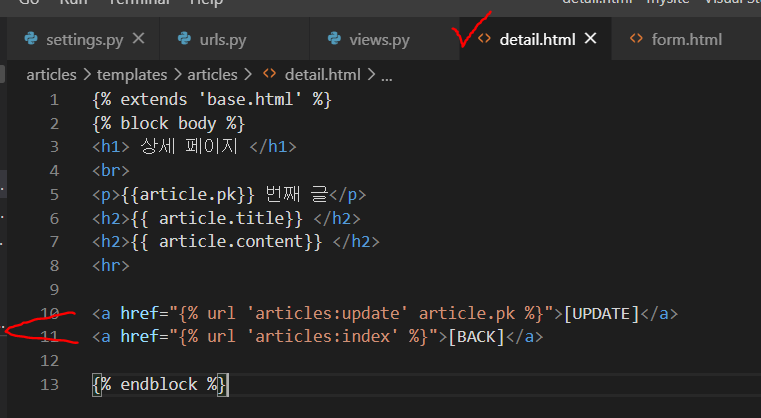 Help
detail.html - mysite - Visual St
settings.py urls.py views.py detail.html form.html
articles > templates > articles > detail.html > ...
1 {% extends 'base.html' %}
2 {% block body %}
3 <h1> 상세 페이지 </h1>
4 <br>
5 <p>{{article.pk}} 번째 글</p>
6 <h2>{{ article.title}} </h2>
7 <h2>{{ article.content}} </h2>
8 <hr>
9
10 <a href="{% url 'articles:update' article.pk %}">[UPDATE]</a>
11 <a href="{% url 'articles:index' %}">[BACK]</a>
12
13 {% endblock %}